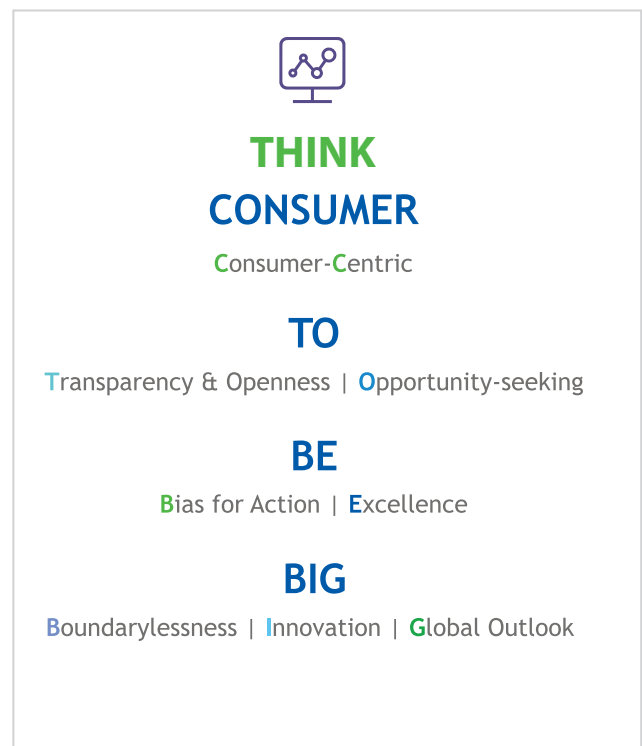 THINK
CONSUMER
Consumer-Centric
TO
Transparency & Openness | Opportunity-seeking
BE
Bias for Action | Excellence
BIG
Boundarylessness | Innovation | Global Outlook